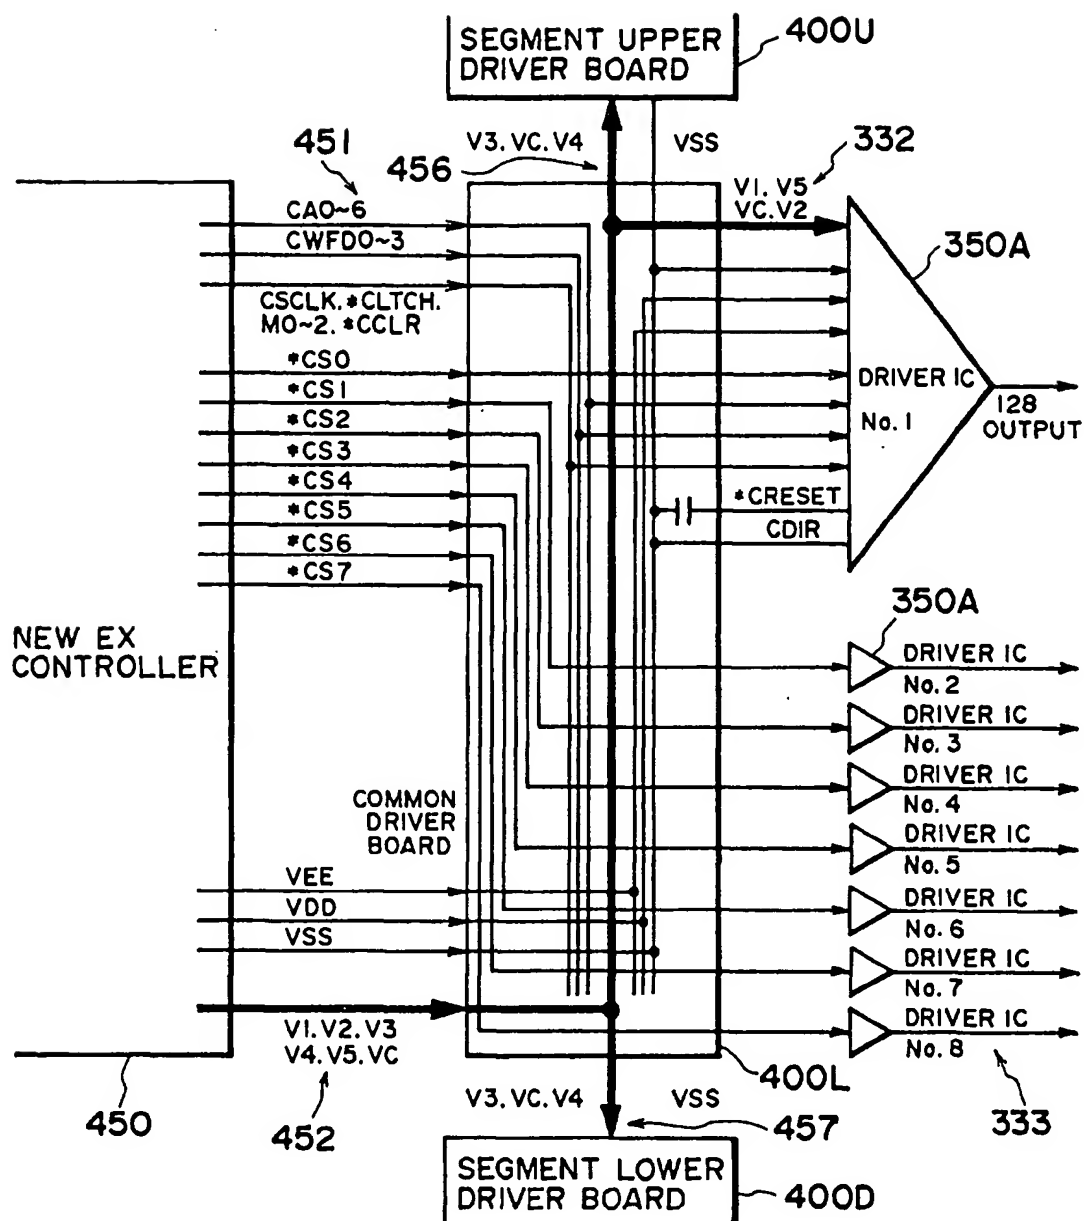 SEGMENT UPPER
DRIVER BOARD
400U
V3. VC. V4
VSS
451
456
332
V1. V5
VC. V2
CA0~6
CWFD0~3
350A
CSCLK. *CLTCH.
M0~2. *CCLR
*CS0
*CS1
*CS2
*CS3
*CS4
*CS5
*CS6
*CS7
DRIVER IC
No. 1
128
OUTPUT
*CRESET
CDIR
NEW EX
CONTROLLER
350A
DRIVER IC
No. 2
DRIVER IC
No. 3
DRIVER IC
No. 4
DRIVER IC
No. 5
DRIVER IC
No. 6
DRIVER IC
No. 7
DRIVER IC
No. 8
COMMON
DRIVER
BOARD
VEE
VDD
VSS
V1. V2. V3
V4. V5. VC
450
452
V3. VC. V4
VSS
400L
457
333
SEGMENT LOWER
DRIVER BOARD
400D